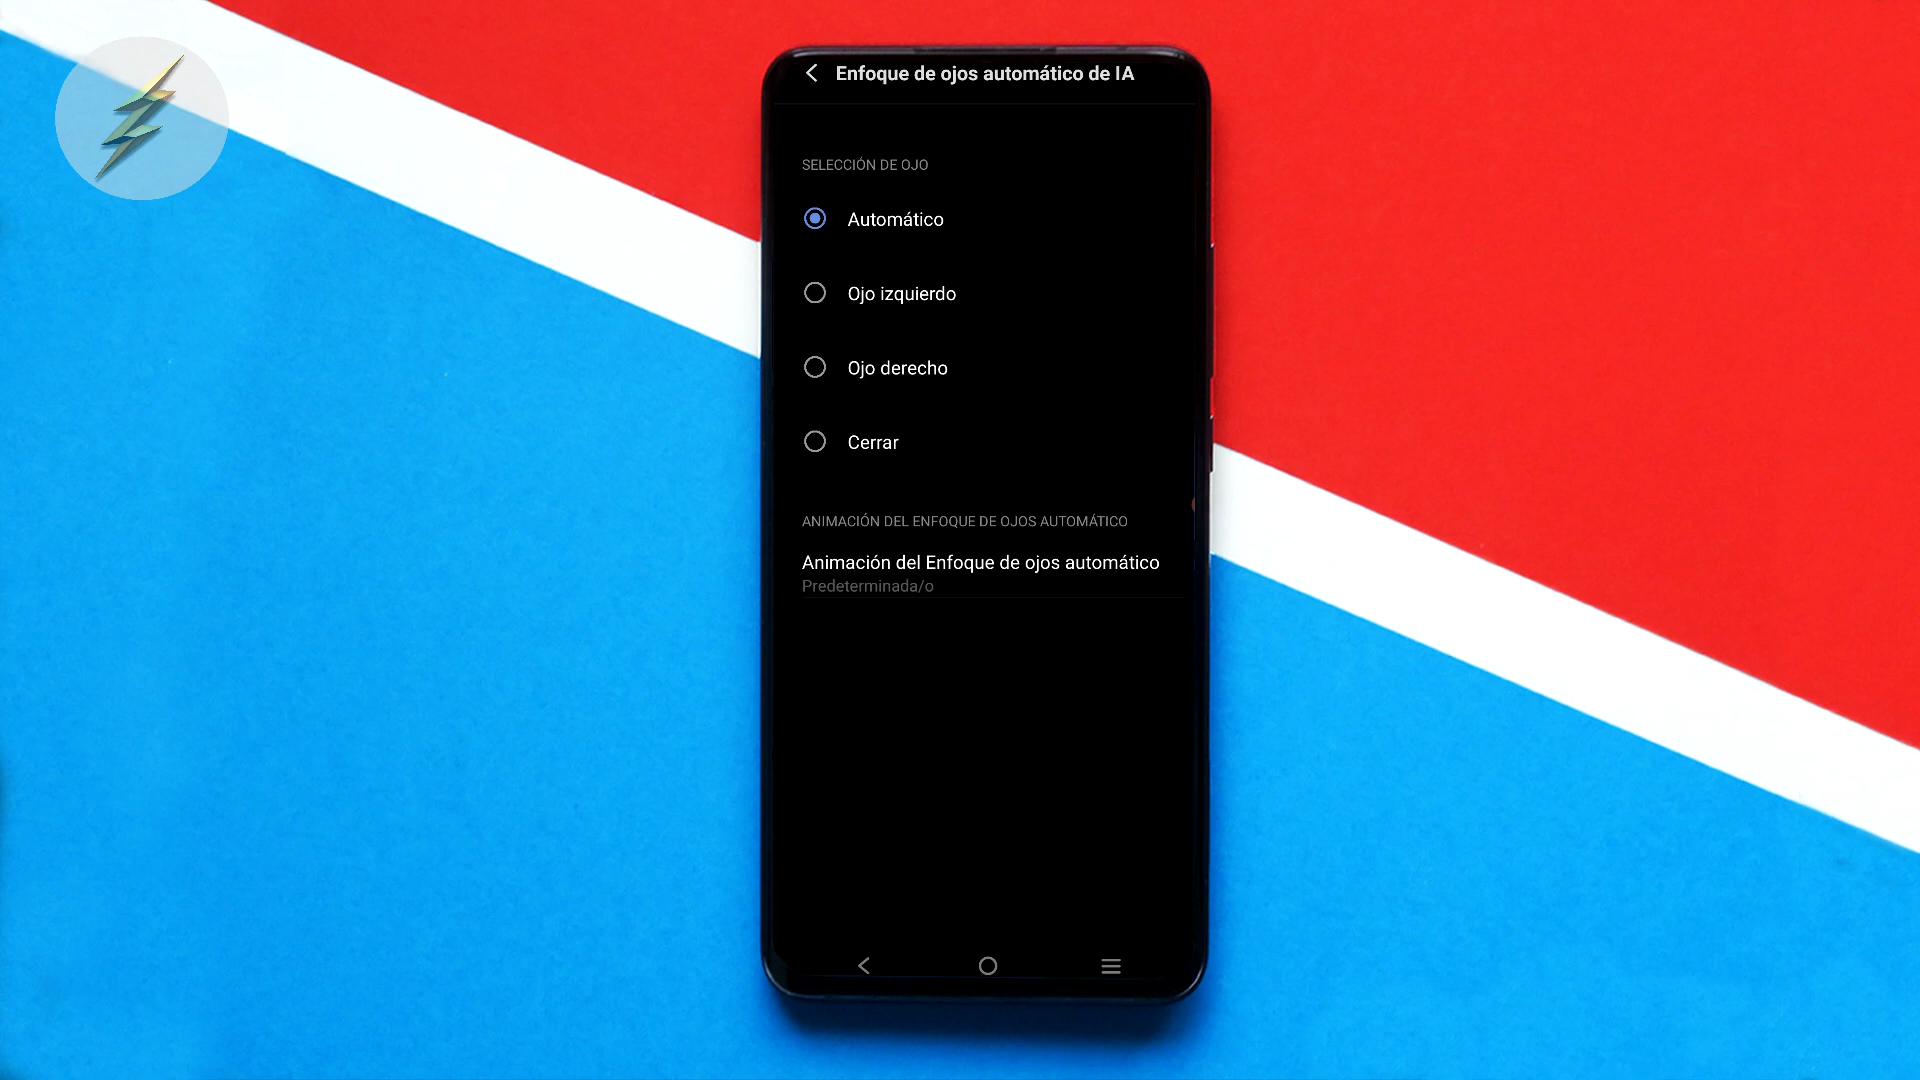 Enfoque de ojos automático de IA
SELECCIÓN DE OJO
Automático
Ojo izquierdo
Ojo derecho
Cerrar
ANIMACIÓN DEL ENFOQUE DE OJOS AUTOMÁTICO
Animación del Enfoque de ojos automático
Predeterminada/o